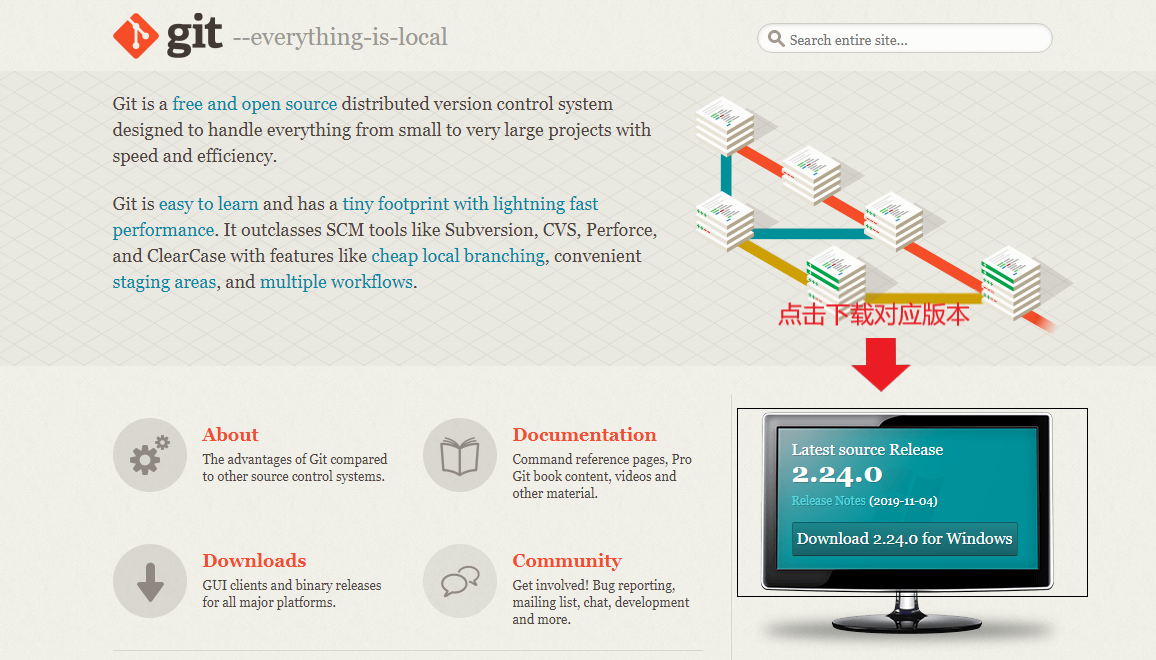 git --everything-is-local
Search entire site...
Git is a free and open source distributed version control system
designed to handle everything from small to very large projects with
speed and efficiency.
Git is easy to learn and has a tiny footprint with lightning fast
performance. It outclasses SCM tools like Subversion, CVS, Perforce,
and ClearCase with features like cheap local branching, convenient
staging areas, and multiple workflows.
点击下载对应版本
About
The advantages of Git compared
to other source control systems.
Documentation
Command reference pages, Pro
Git book content, videos and
other material.
Downloads
GUI clients and binary releases
for all major platforms.
Community
Get involved! Bug reporting,
mailing list, chat, development
and more.
Latest source Release
2.24.0
Release Notes (2019-11-04)
Download 2.24.0 for Windows